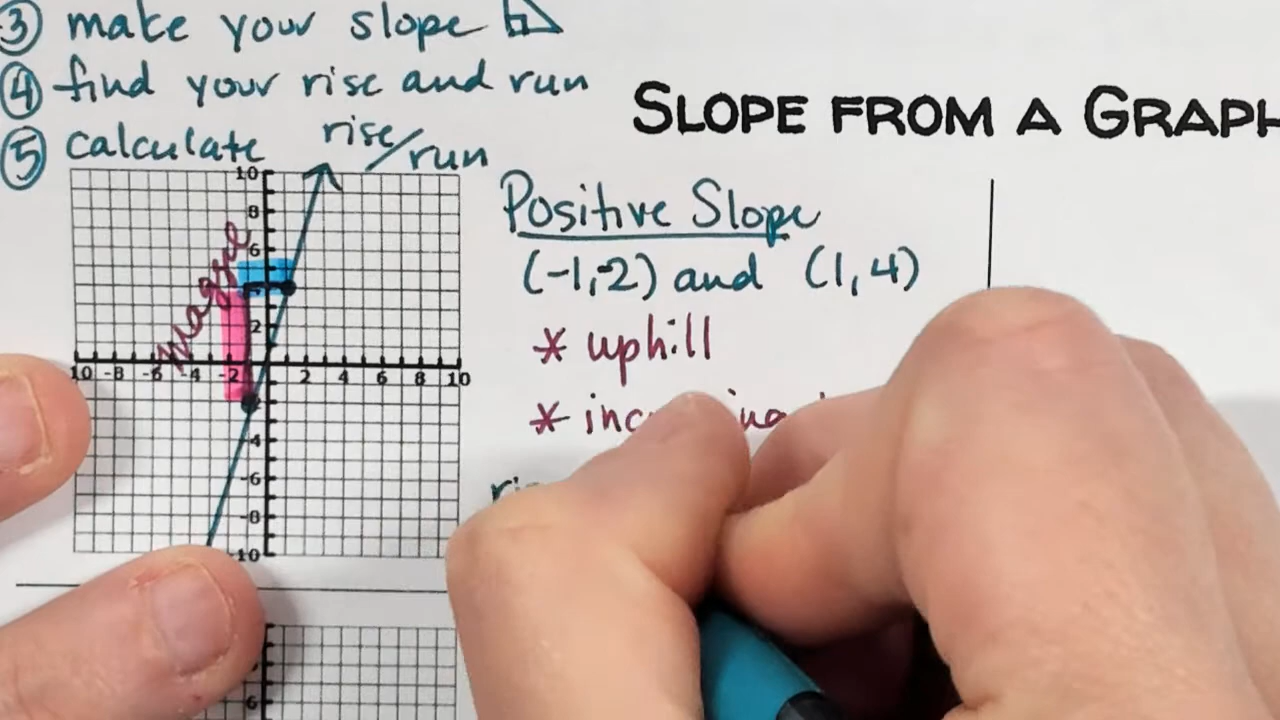 ③ make your slope
④ find your rise and run
⑤ calculate rise/run
SLOPE FROM A GRAPH
Positive Slope
(-1,-2) and (1,4)
* uphill
*
10
8
6
2
10 -8 -6 -4 -2 2 4 6 8 10
-4
-6
-8
10
6